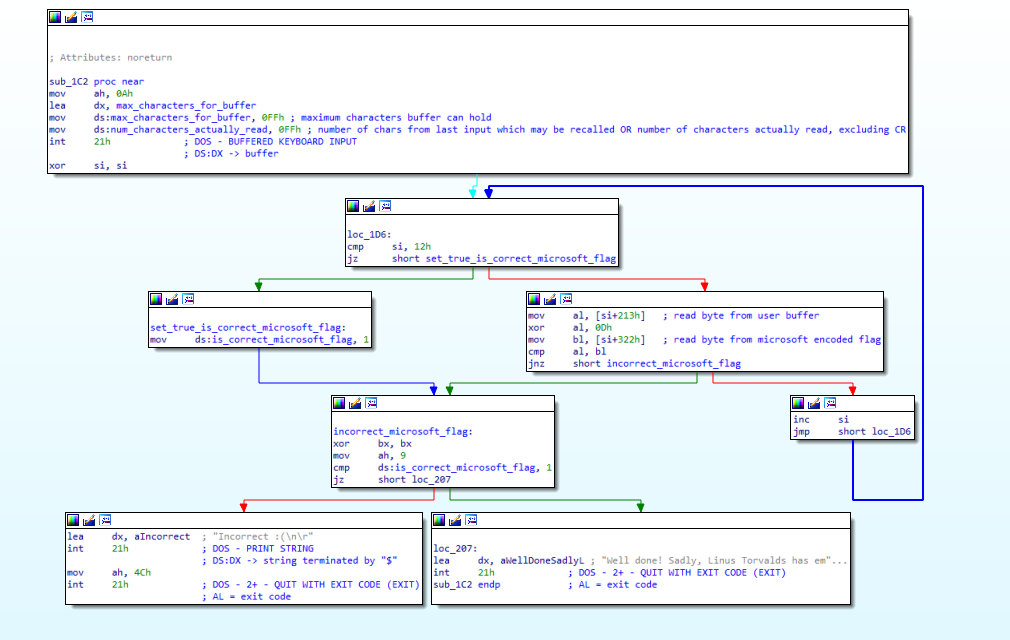 ; Attributes: noreturn
sub_1C2 proc near
mov ah, 0Ah
lea dx, max_characters_for_buffer
mov ds:max_characters_for_buffer, 0FFh ; maximum characters buffer can hold
mov ds:num_characters_actually_read, 0FFh ; number of chars from last input which may be recalled OR number of characters actually read, excluding CR
int 21h ; DOS - BUFFERED KEYBOARD INPUT
; DS:DX -> buffer
xor si, si
loc_1D6:
cmp si, 12h
jz short set_true_is_correct_microsoft_flag
set_true_is_correct_microsoft_flag:
mov ds:is_correct_microsoft_flag, 1
mov al, [si+213h] ; read byte from user buffer
xor al, 0Dh
mov bl, [si+322h] ; read byte from microsoft encoded flag
cmp al, bl
jnz short incorrect_microsoft_flag
incorrect_microsoft_flag:
xor bx, bx
mov ah, 9
cmp ds:is_correct_microsoft_flag, 1
jz short loc_207
inc si
jmp short loc_1D6
lea dx, aIncorrect ; "Incorrect :(\n\r"
int 21h ; DOS - PRINT STRING
; DS:DX -> string terminated by "$"
mov ah, 4Ch
int 21h ; DOS - 2+ - QUIT WITH EXIT CODE (EXIT)
; AL = exit code
loc_207:
lea dx, aWellDoneSadlyL ; "Well done! Sadly, Linus Torvalds has em"...
int 21h ; DOS - 2+ - QUIT WITH EXIT CODE (EXIT)
sub_1C2 endp ; AL = exit code